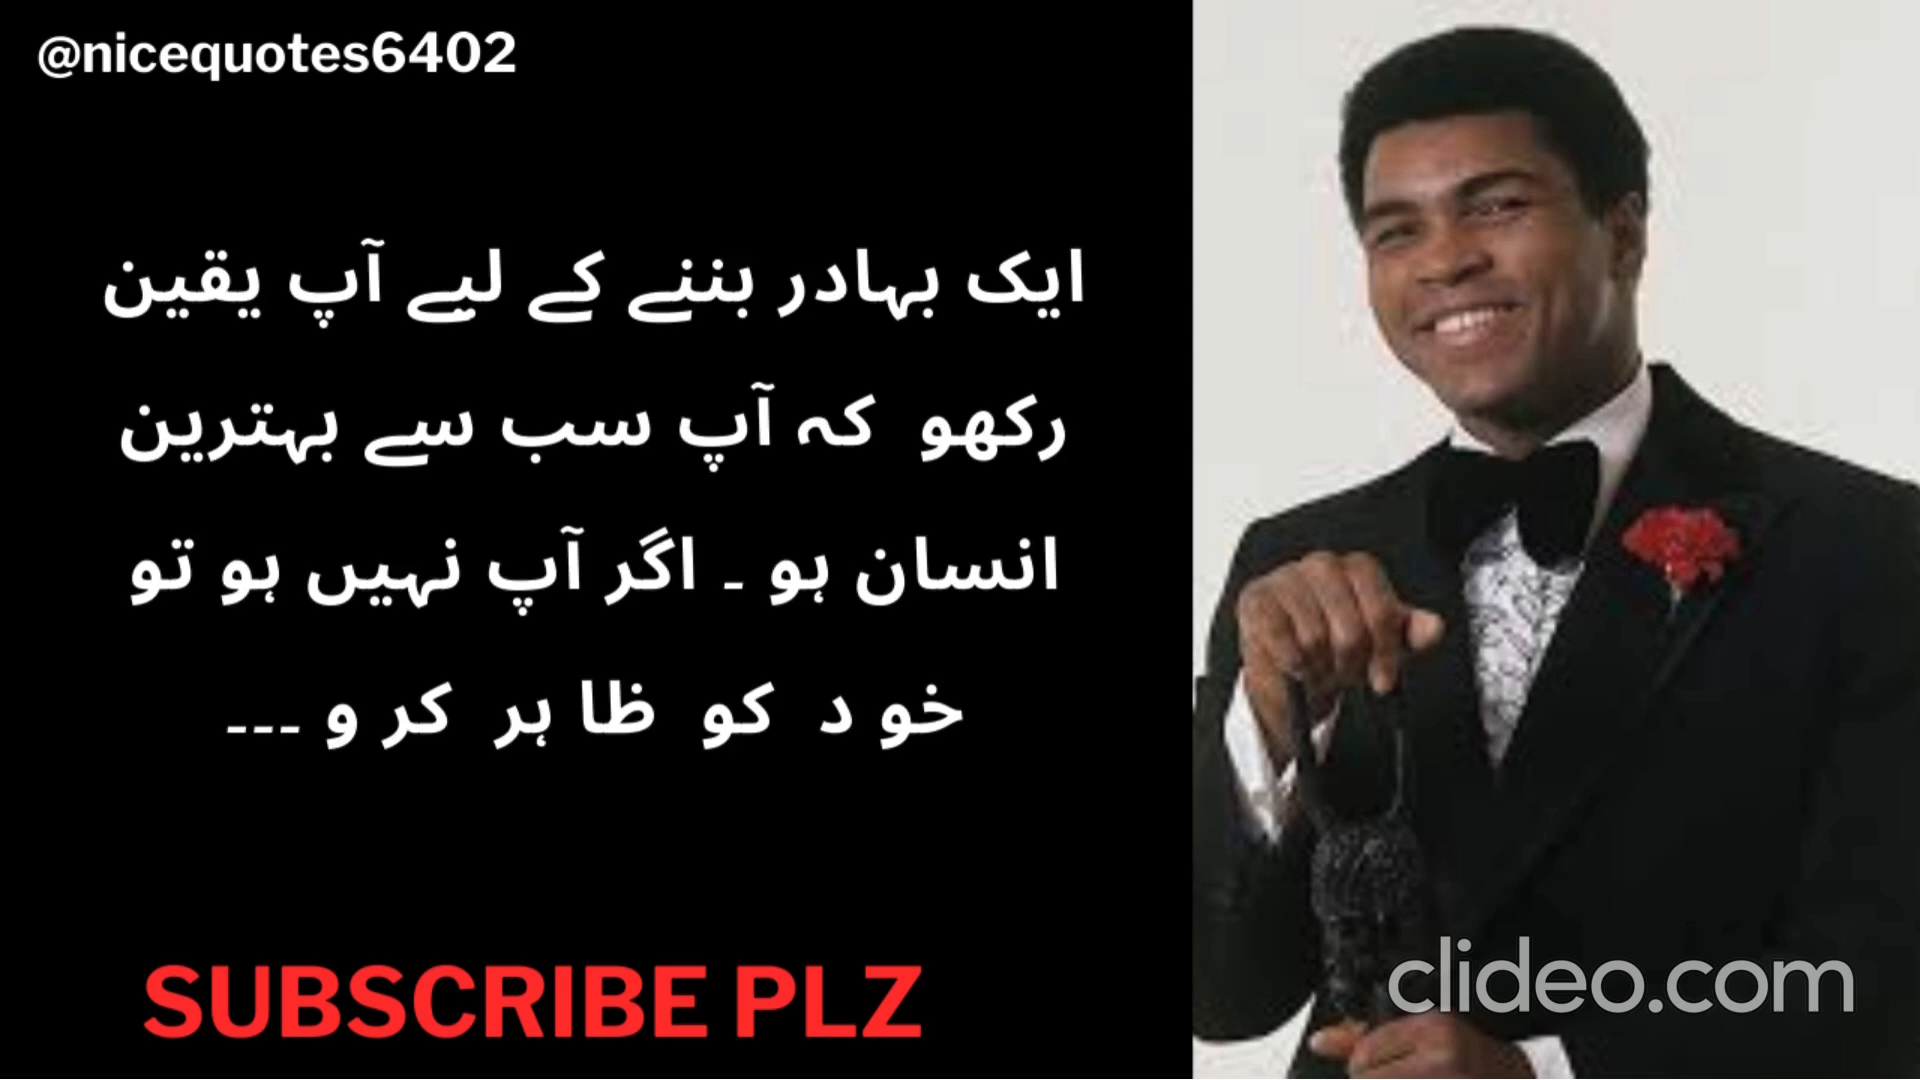 @nicequotes6402
ایک بہادر بننے کے لیے آپ یقین
رکھو کہ آپ سب سے بہترین
انسان ہو ۔ اگر آپ نہیں ہو تو
خو د کو ظا ہر کر و ۔۔۔
SUBSCRIBE PLZ
clideo.com